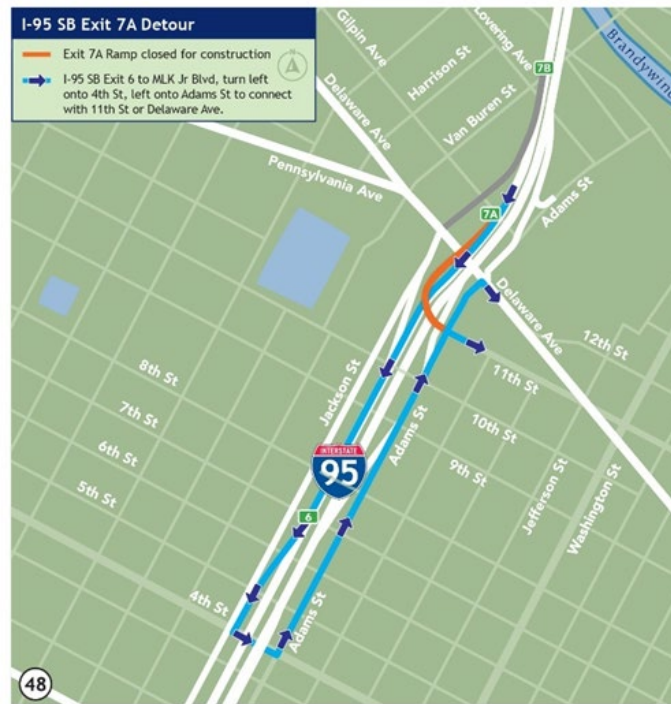 I-95 SB Exit 7A Detour
Exit 7A Ramp closed for construction
N
I-95 SB Exit 6 to MLK Jr Blvd, turn left
onto 4th St, left onto Adams St to connect
with 11th St or Delaware Ave.
Gilpin Ave
Lovering Ave
Harrison St
7B
Brandywine
Delaware Ave
Van Buren St
Pennsylvania Ave
7A
Adams St
Delaware Ave
12th St
11th St
8th St
Jackson St
10th St
7th St
Adams St
9th St
6th St
INTERSTATE
95
Jefferson St
Washington St
5th St
6
4th St
Adams St
48